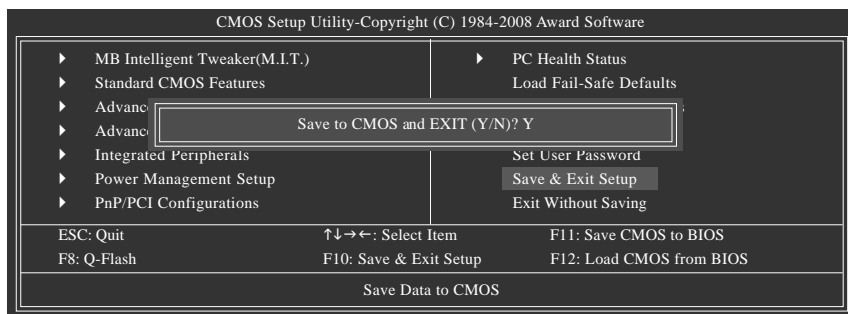 CMOS Setup Utility-Copyright (C) 1984-2008 Award Software
MB Intelligent Tweaker(M.I.T.)
Standard CMOS Features
Advanc
Advanc
Integrated Peripherals
Power Management Setup
PnP/PCI Configurations
PC Health Status
Load Fail-Safe Defaults
Set User Password
Save & Exit Setup
Exit Without Saving
Save to CMOS and EXIT (Y/N)? Y
ESC: Quit ↑↓→←: Select Item F11: Save CMOS to BIOS
F8: Q-Flash F10: Save & Exit Setup F12: Load CMOS from BIOS
Save Data to CMOS